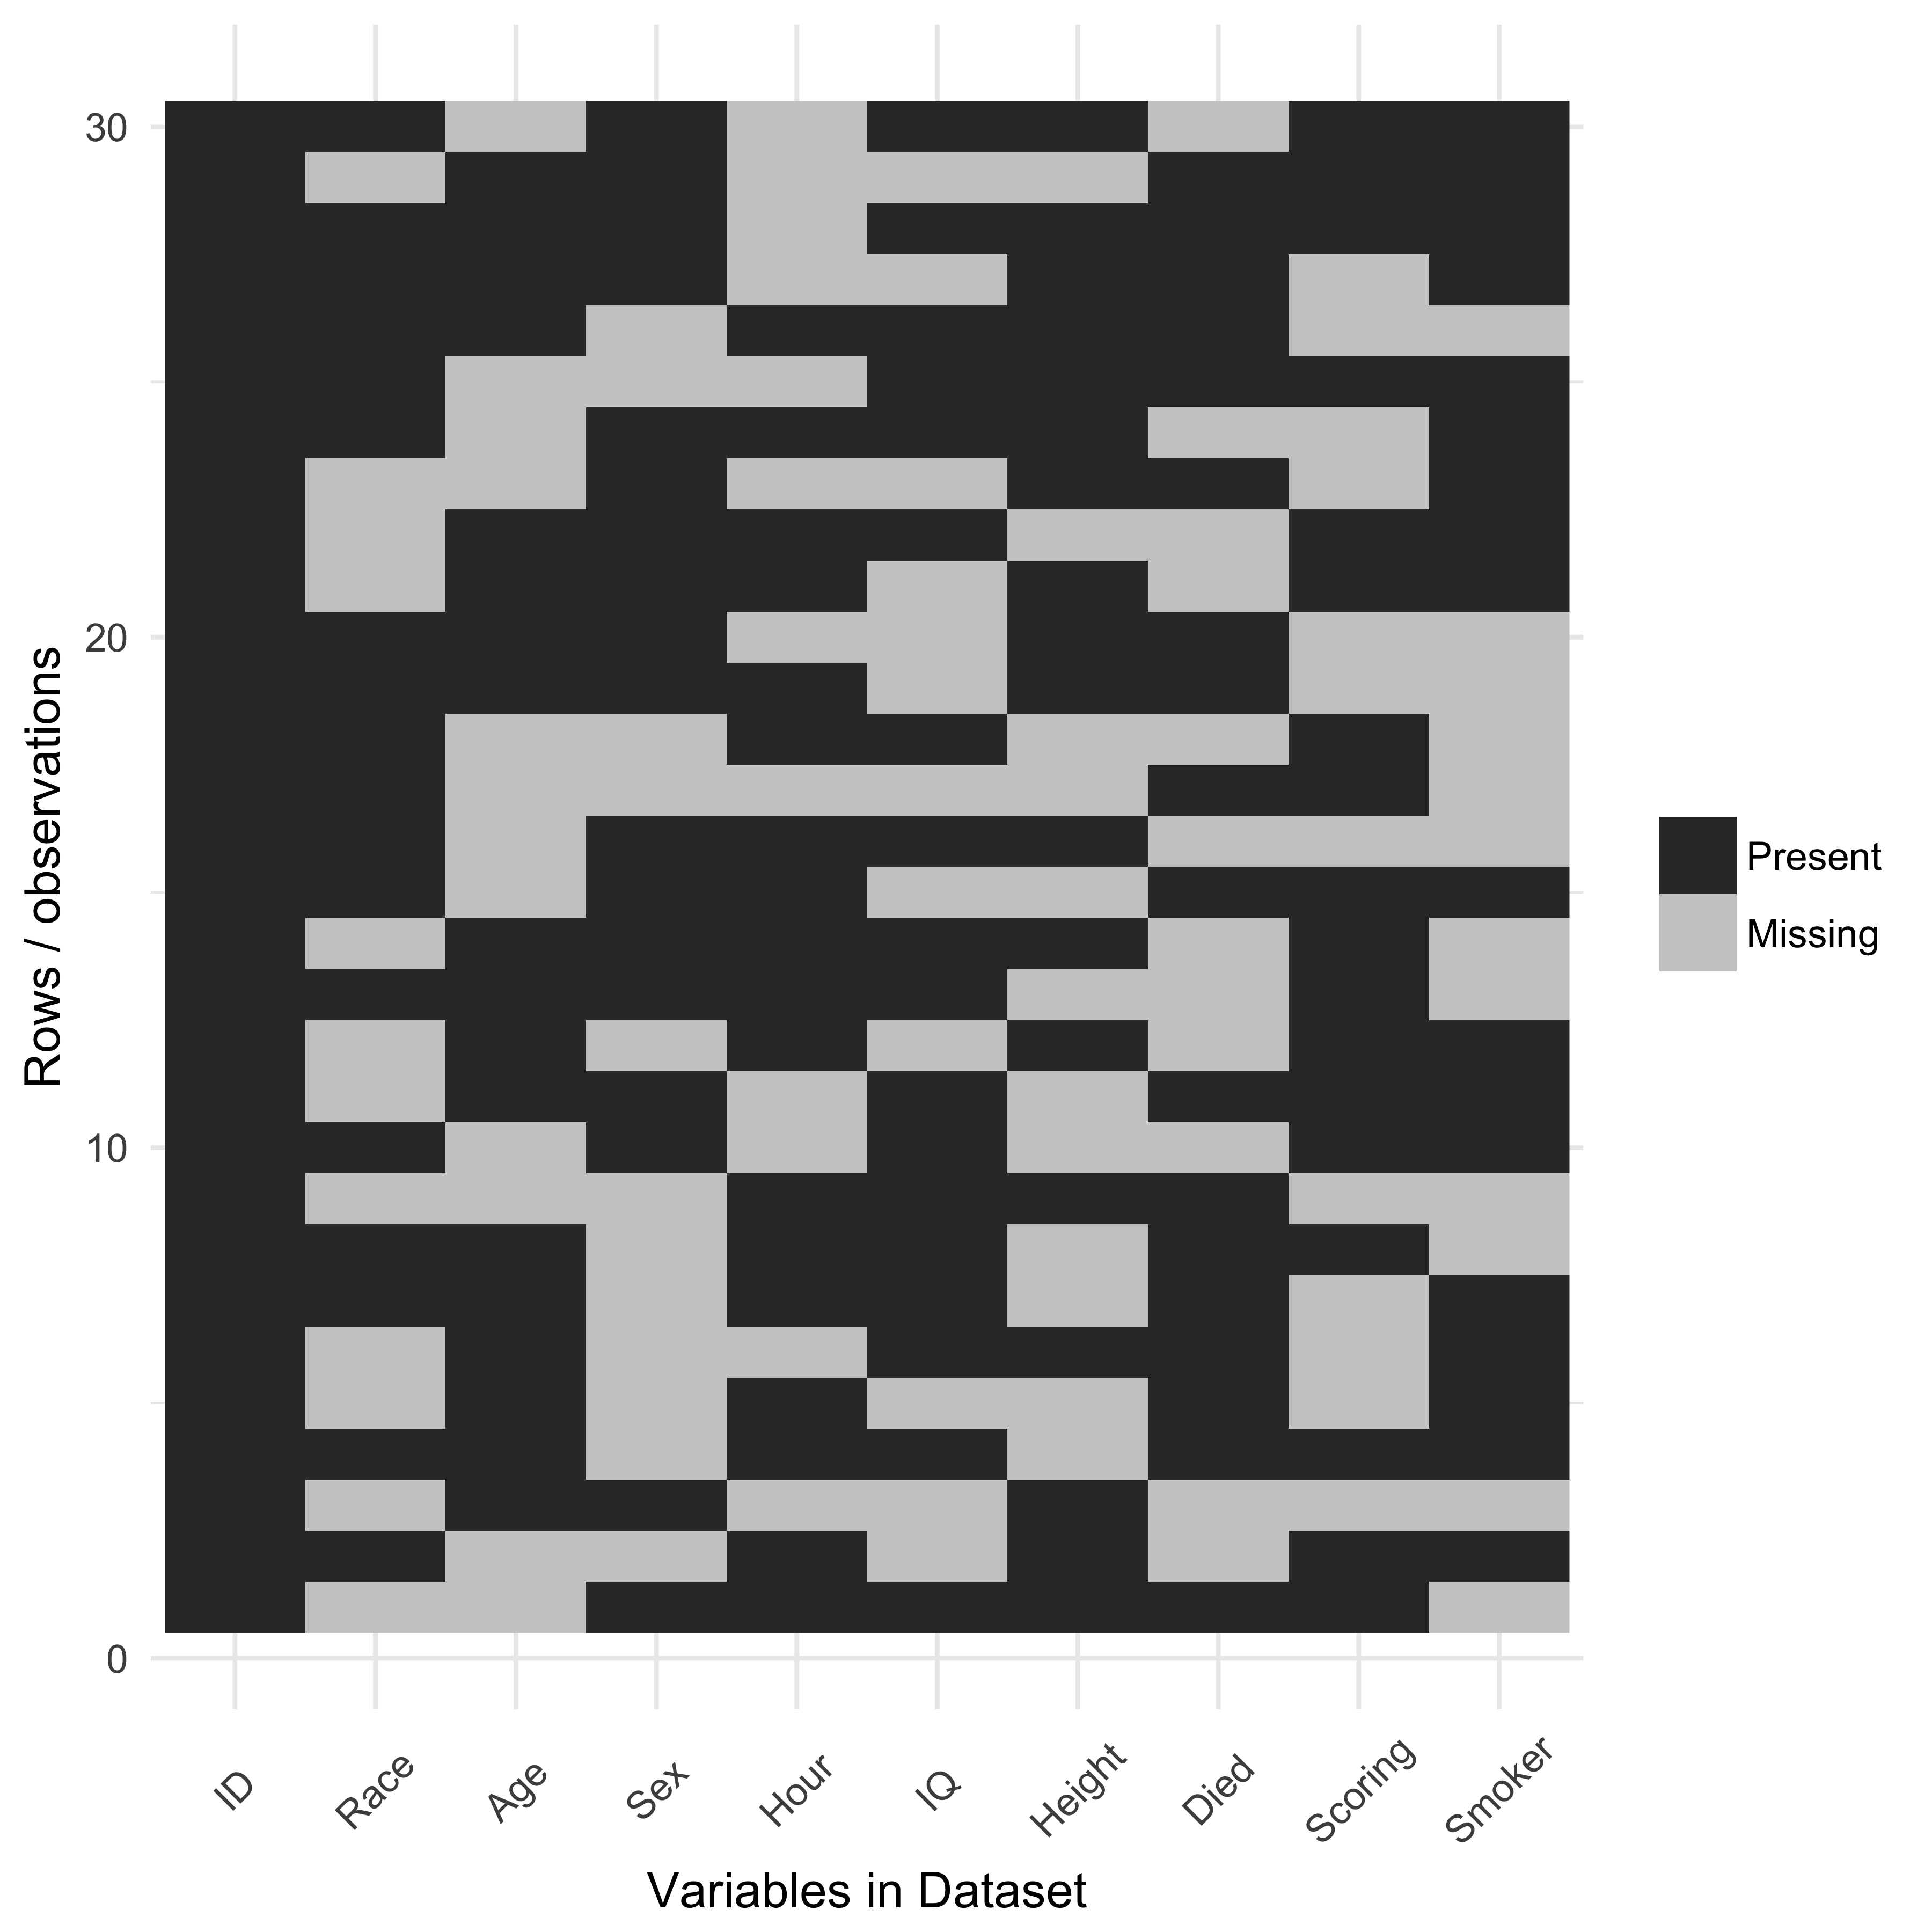 30
20
10
0
Rows / observations
Present
Missing
ID Race Age Sex Hour IQ Height Died Scoring Smoker
Variables in Dataset